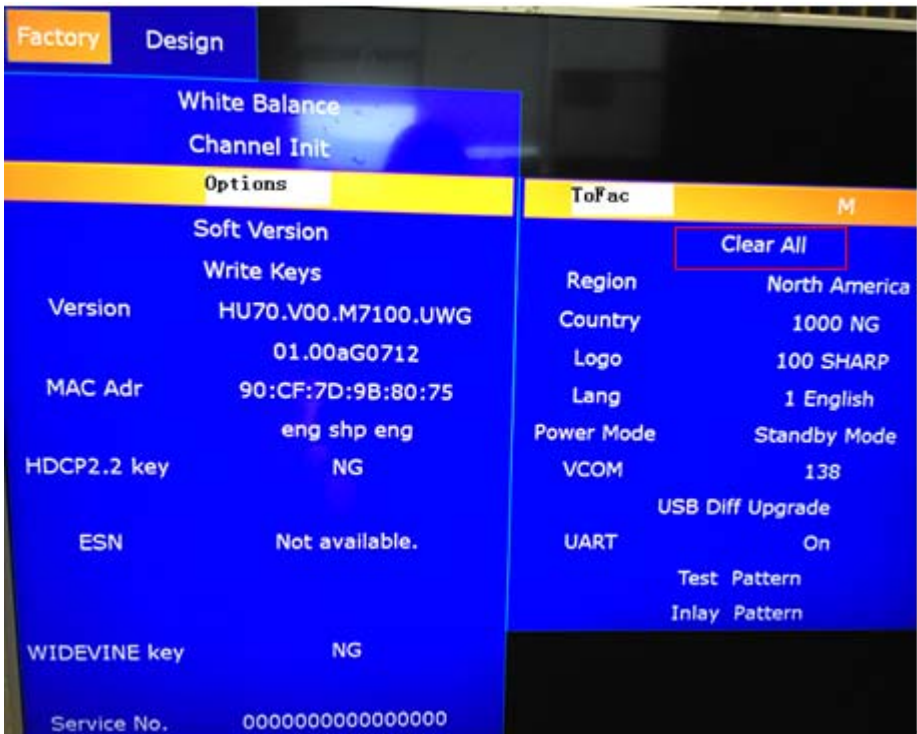 Factory Design
White Balance
Channel Init
Options
Soft Version
Write Keys
Version HU70.V00.M7100.UWG
01.00aG0712
MAC Adr 90:CF:7D:9B:80:75
eng shp eng
HDCP2.2 key NG
ESN Not available.
WIDEVINE key NG
Service No. 0000000000000000
ToFac M
Clear All
Region North America
Country 1000 NG
Logo 100 SHARP
Lang 1 English
Power Mode Standby Mode
VCOM 138
USB Diff Upgrade
UART On
Test Pattern
Inlay Pattern